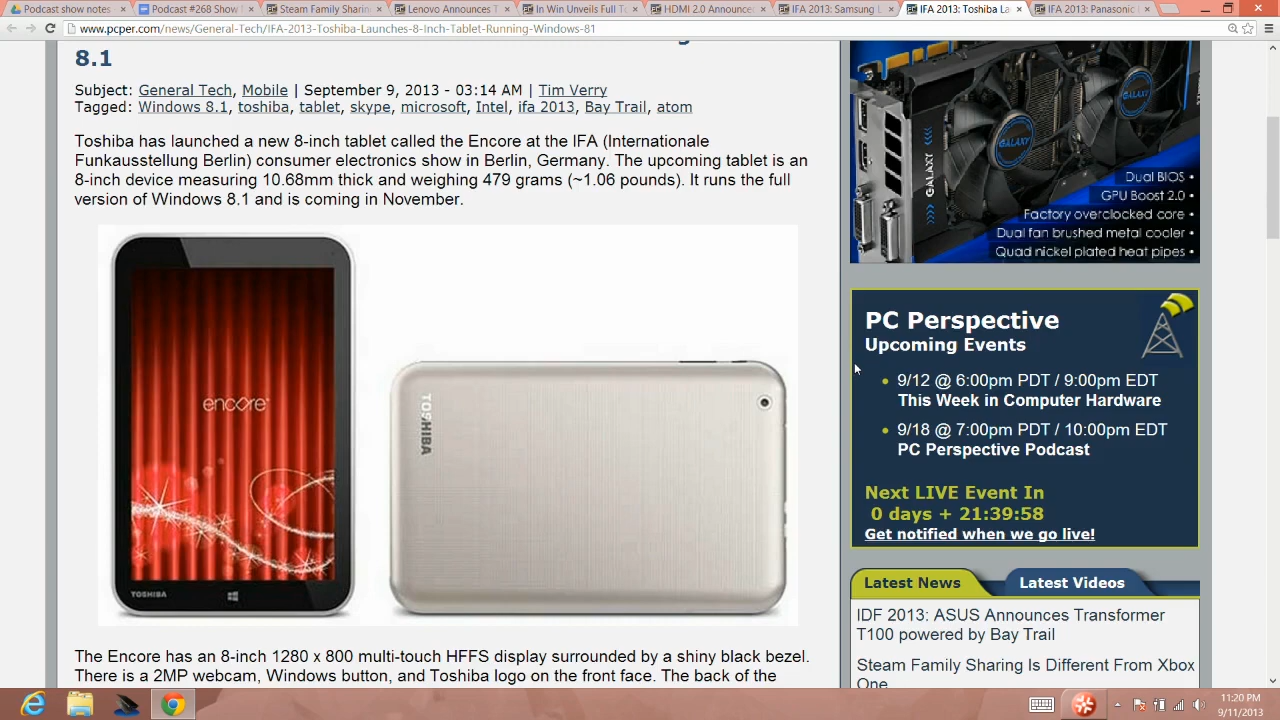 Podcast show notes
Podcast #268 Show
Steam Family Sharin
Lenovo Announces T
In Win Unveils Full T
HDMI 2.0 Announce
IFA 2013: Samsung L
IFA 2013: Toshiba La
IFA 2013: Panasonic
www.pcper.com/news/General-Tech/IFA-2013-Toshiba-Launches-8-Inch-Tablet-Running-Windows-81
8.1
Subject: General Tech, Mobile | September 9, 2013 - 03:14 AM | Tim Verry
Tagged: Windows 8.1, toshiba, tablet, skype, microsoft, Intel, ifa 2013, Bay Trail, atom
Toshiba has launched a new 8-inch tablet called the Encore at the IFA (Internationale
Funkausstellung Berlin) consumer electronics show in Berlin, Germany. The upcoming tablet is an
8-inch device measuring 10.68mm thick and weighing 479 grams (~1.06 pounds). It runs the full
version of Windows 8.1 and is coming in November.
encore
TOSHIBA
TOSHIBA
The Encore has an 8-inch 1280 x 800 multi-touch HFFS display surrounded by a shiny black bezel.
There is a 2MP webcam, Windows button, and Toshiba logo on the front face. The back of the
GALAXY
GALAXY
GALAXY
Dual BIOS •
GPU Boost 2.0 •
Factory overclocked core •
Dual fan brushed metal cooler •
Quad nickel plated heat pipes •
PC Perspective
Upcoming Events
• 9/12 @ 6:00pm PDT / 9:00pm EDT
This Week in Computer Hardware
• 9/18 @ 7:00pm PDT / 10:00pm EDT
PC Perspective Podcast
Next LIVE Event In
0 days + 21:39:58
Get notified when we go live!
Latest News
Latest Videos
IDF 2013: ASUS Announces Transformer
T100 powered by Bay Trail
Steam Family Sharing Is Different From Xbox
One
11:20 PM
9/11/2013